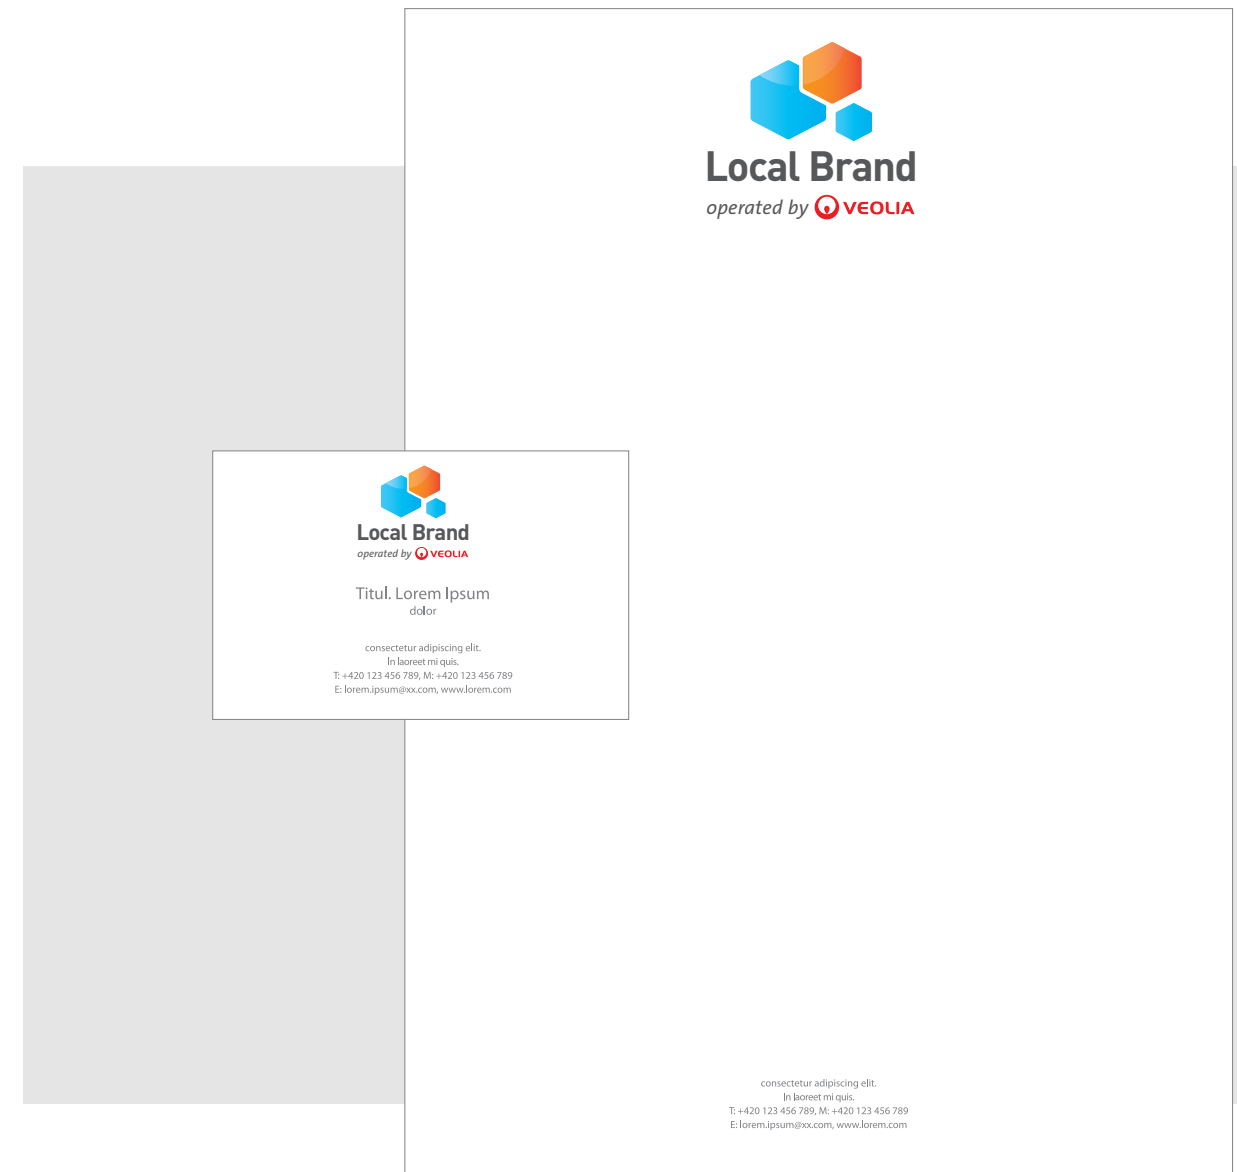 Local Brand
operated by VEOLIA
Local Brand
operated by VEOLIA
Titul. Lorem Ipsum
dolor
consectetur adipiscing elit.
In laoreet mi quis.
T: +420 123 456 789, M: +420 123 456 789
E: lorem.ipsum@xx.com, www.lorem.com
consectetur adipiscing elit.
In laoreet mi quis.
T: +420 123 456 789, M: +420 123 456 789
E: lorem.ipsum@xx.com, www.lorem.com